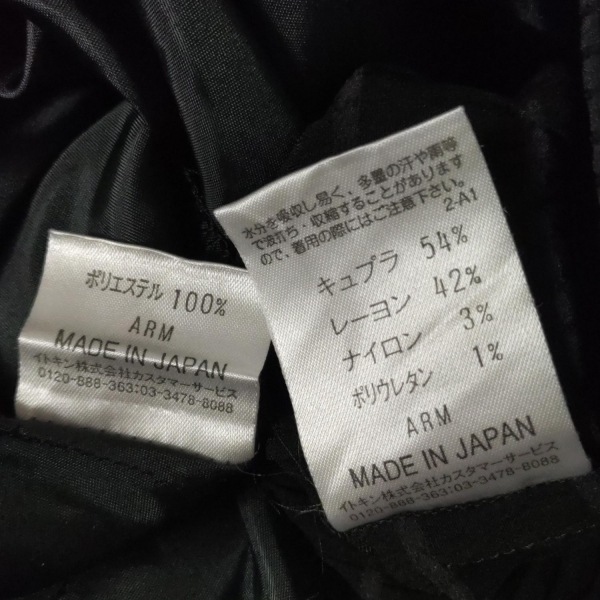 ポリエステル 100%
ARM
MADE IN JAPAN
イトキン株式会社カスタマーサービス
0120-888-363:03-3478-8088
水分を吸収し易く、多量の汗や雨等
で波打ち・収縮することがあります
ので、着用の際にはご注意下さい。
2-A1
キュプラ 54%
レーヨン 42%
ナイロン 3%
ポリウレタン 1%
ARM
MADE IN JAPAN
イトキン株式会社カスタマーサービス
0120-888-363:03-3478-8088